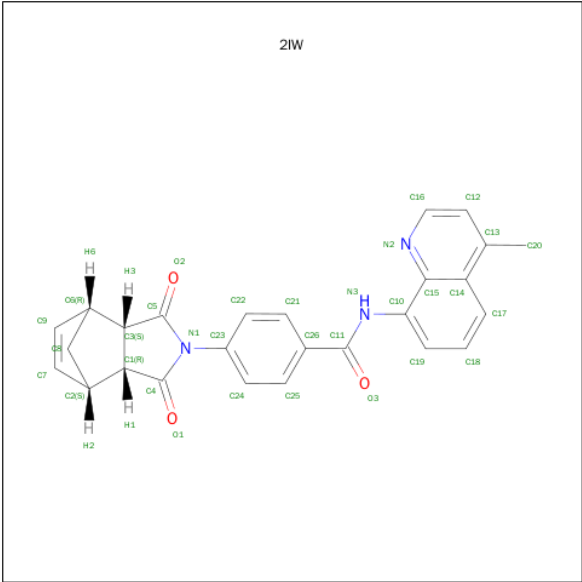 2IW
C16
C12
N2
C13
C20
H6
H3
O2
C15
C14
C6(R)
C5
C22
C21
N3
H
N
C10
C17
C9
C8
C3(S)
N1
C23
C26
C11
C19
C18
C7
C1(R)
C4
C2(S)
C24
C25
O3
H2
H1
O1
H
H
N
O
N
H
H
O
O